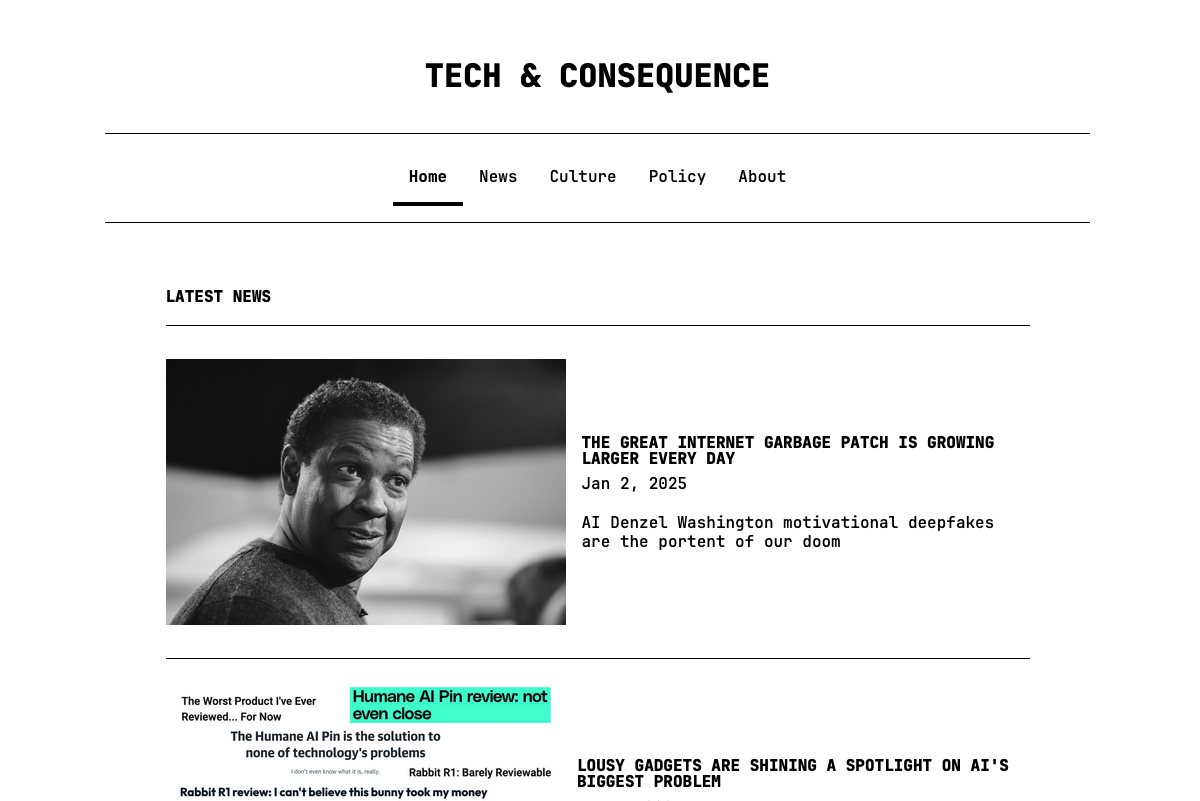 TECH & CONSEQUENCE
Home News Culture Policy About
LATEST NEWS
THE GREAT INTERNET GARBAGE PATCH IS GROWING
LARGER EVERY DAY
Jan 2, 2025
AI Denzel Washington motivational deepfakes
are the portent of our doom
The Worst Product I've Ever
Reviewed... For Now
Humane AI Pin review: not
even close
The Humane AI Pin is the solution to
none of technology's problems
I don't even know what it is, really.
Rabbit R1: Barely Reviewable
Rabbit R1 review: I can't believe this bunny took my money
LOUSY GADGETS ARE SHINING A SPOTLIGHT ON AI'S
BIGGEST PROBLEM